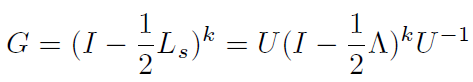 G = (I - \frac{1}{2} L_s)^k = U(I - \frac{1}{2} \Lambda)^k U^{-1}